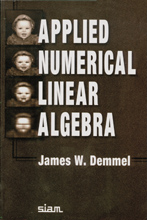 APPLIED
NUMERICAL
LINEAR
ALGEBRA
James W. Demmel
siam